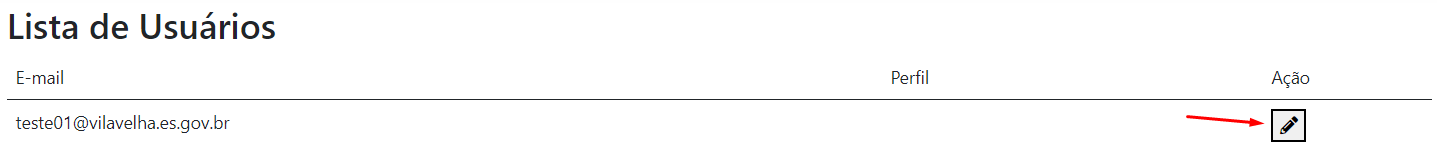 Lista de Usuários
E-mail Perfil Ação
teste01@vilavelha.es.gov.br